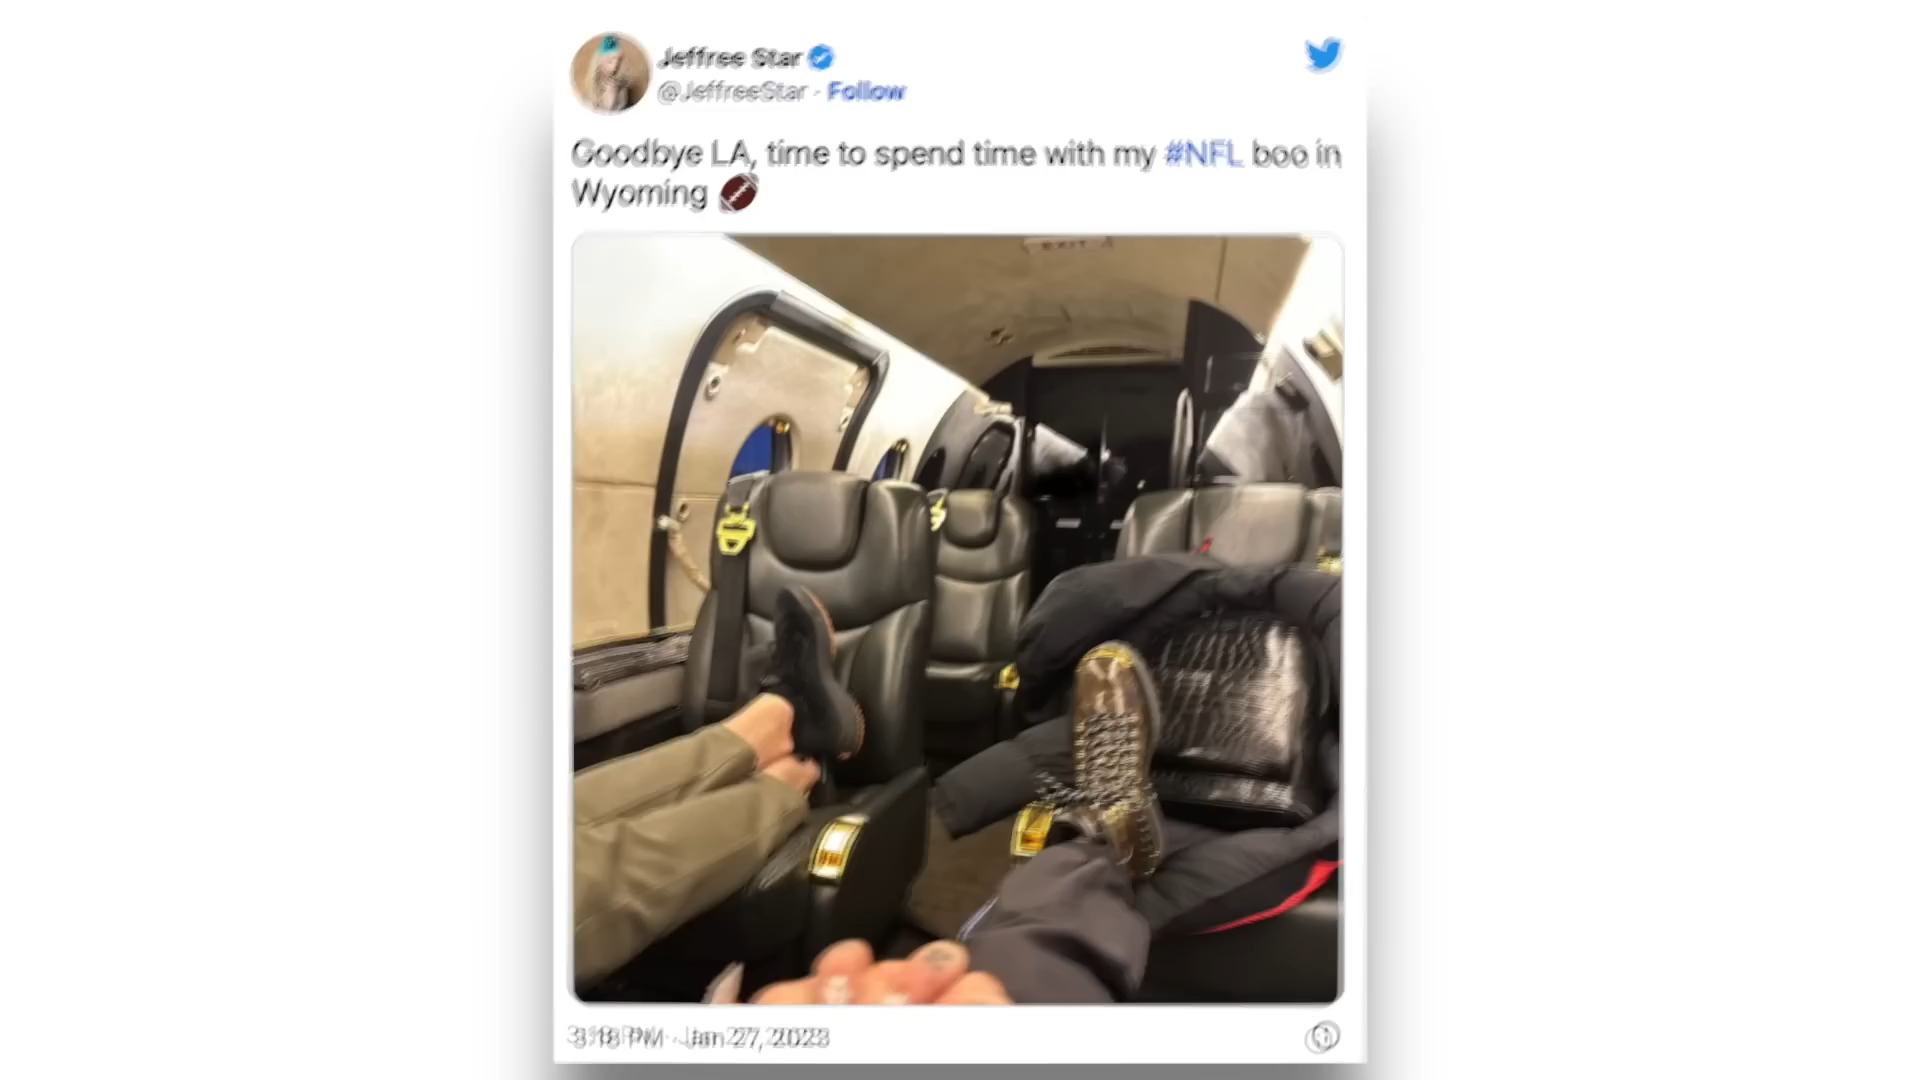 Jeffree Star
@JeffreeStar · Follow
Goodbye LA, time to spend time with my #NFL boo in
Wyoming
EXIT
3:18 PM · Jan 27, 2023